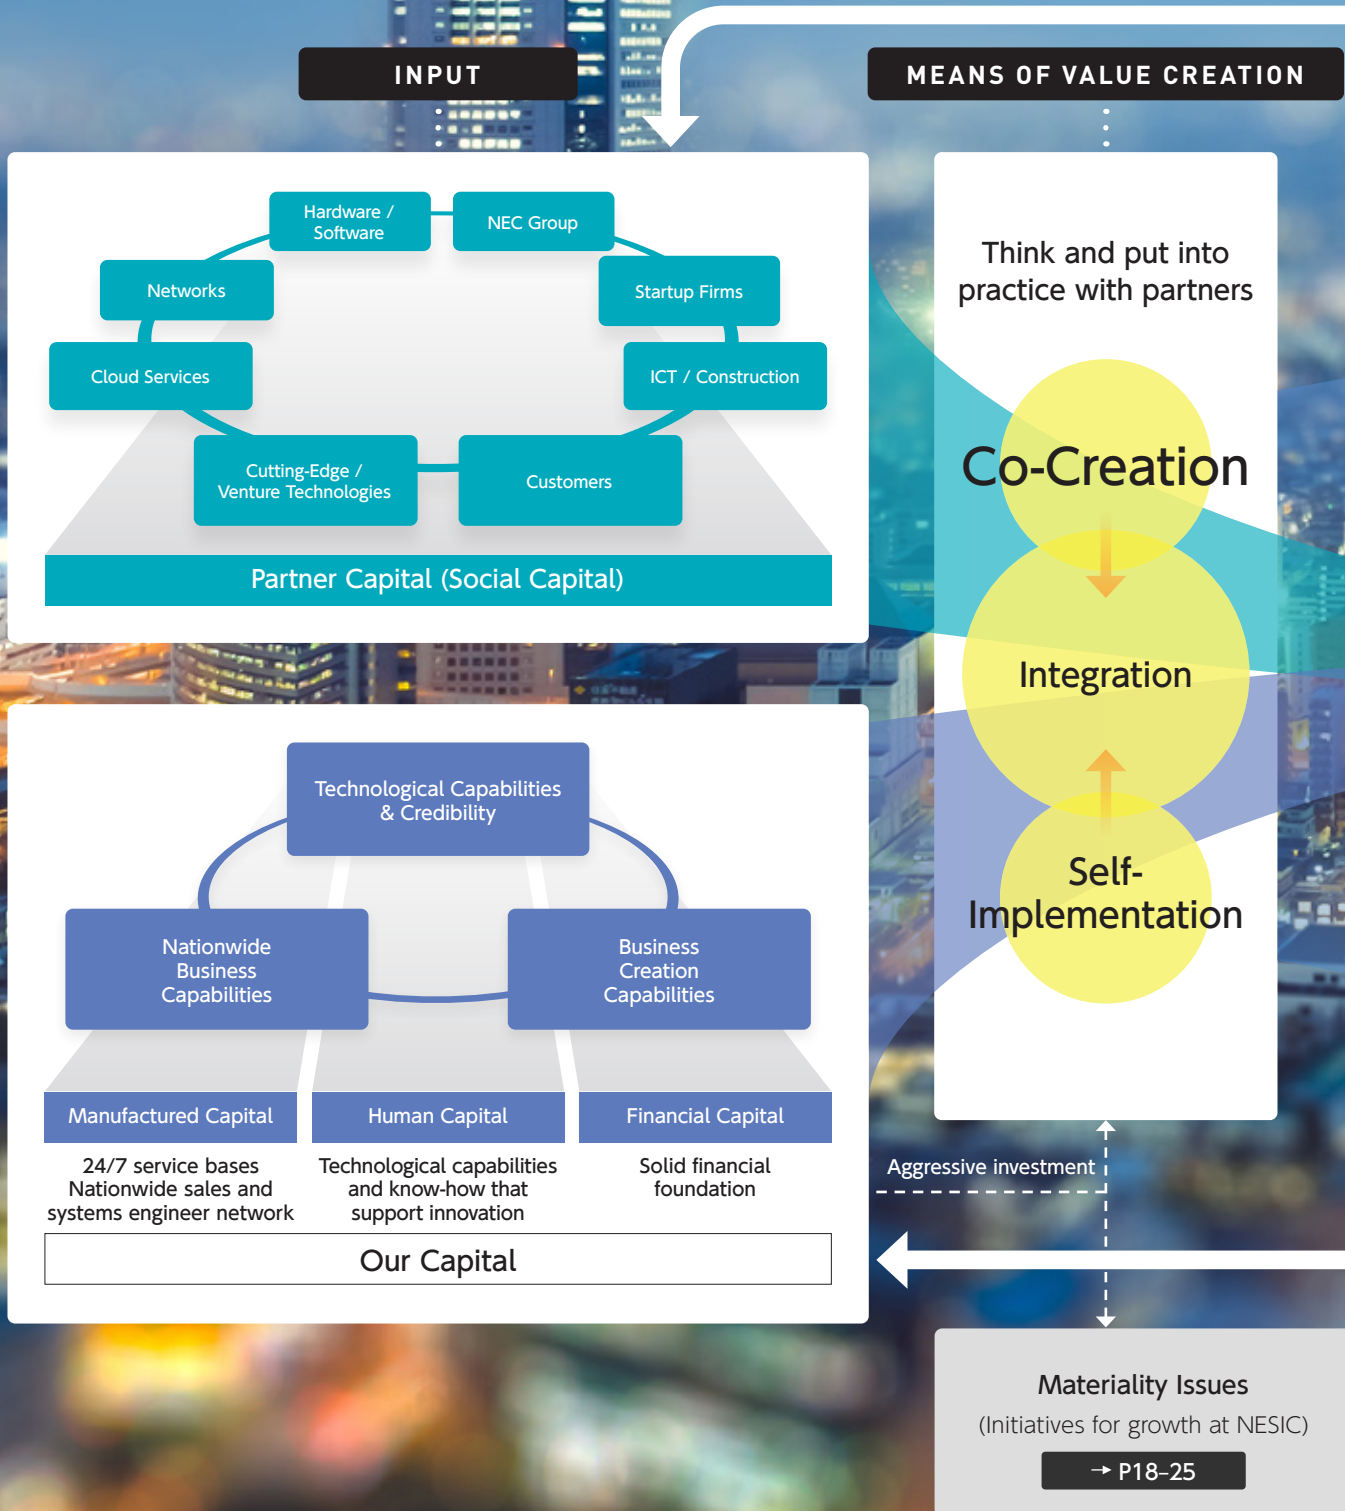 INPUT
MEANS OF VALUE CREATION
Hardware /
Software
NEC Group
Networks
Startup Firms
Cloud Services
ICT / Construction
Cutting-Edge /
Venture Technologies
Customers
Partner Capital (Social Capital)
Think and put into
practice with partners
Co-Creation
Integration
Self-
Implementation
Technological Capabilities
& Credibility
Nationwide
Business
Capabilities
Business
Creation
Capabilities
Manufactured Capital
Human Capital
Financial Capital
24/7 service bases
Nationwide sales and
systems engineer network
Technological capabilities
and know-how that
support innovation
Solid financial
foundation
Our Capital
Aggressive investment
Materiality Issues
(Initiatives for growth at NESIC)
→ P18–25